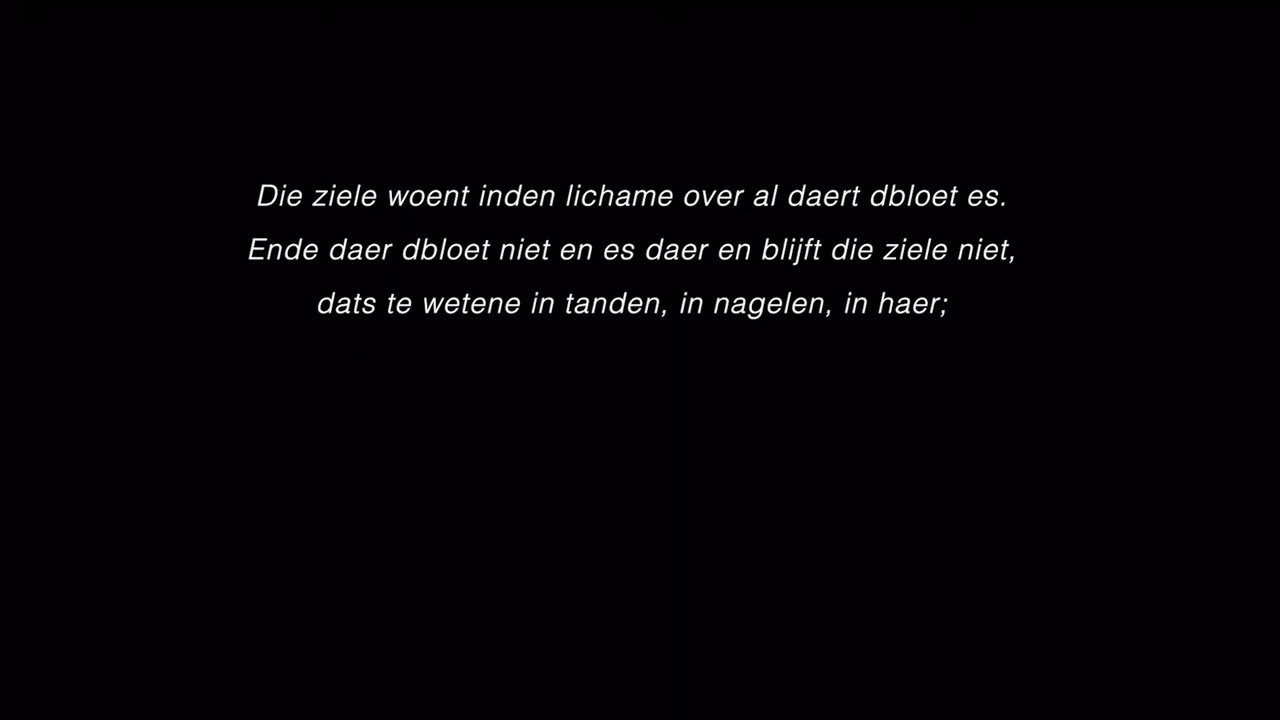 Die ziele woent inden lichame over al daert dbloet es.
Ende daer dbloet niet en es daer en blijft die ziele niet,
dats te wetene in tanden, in nagelen, in haer;